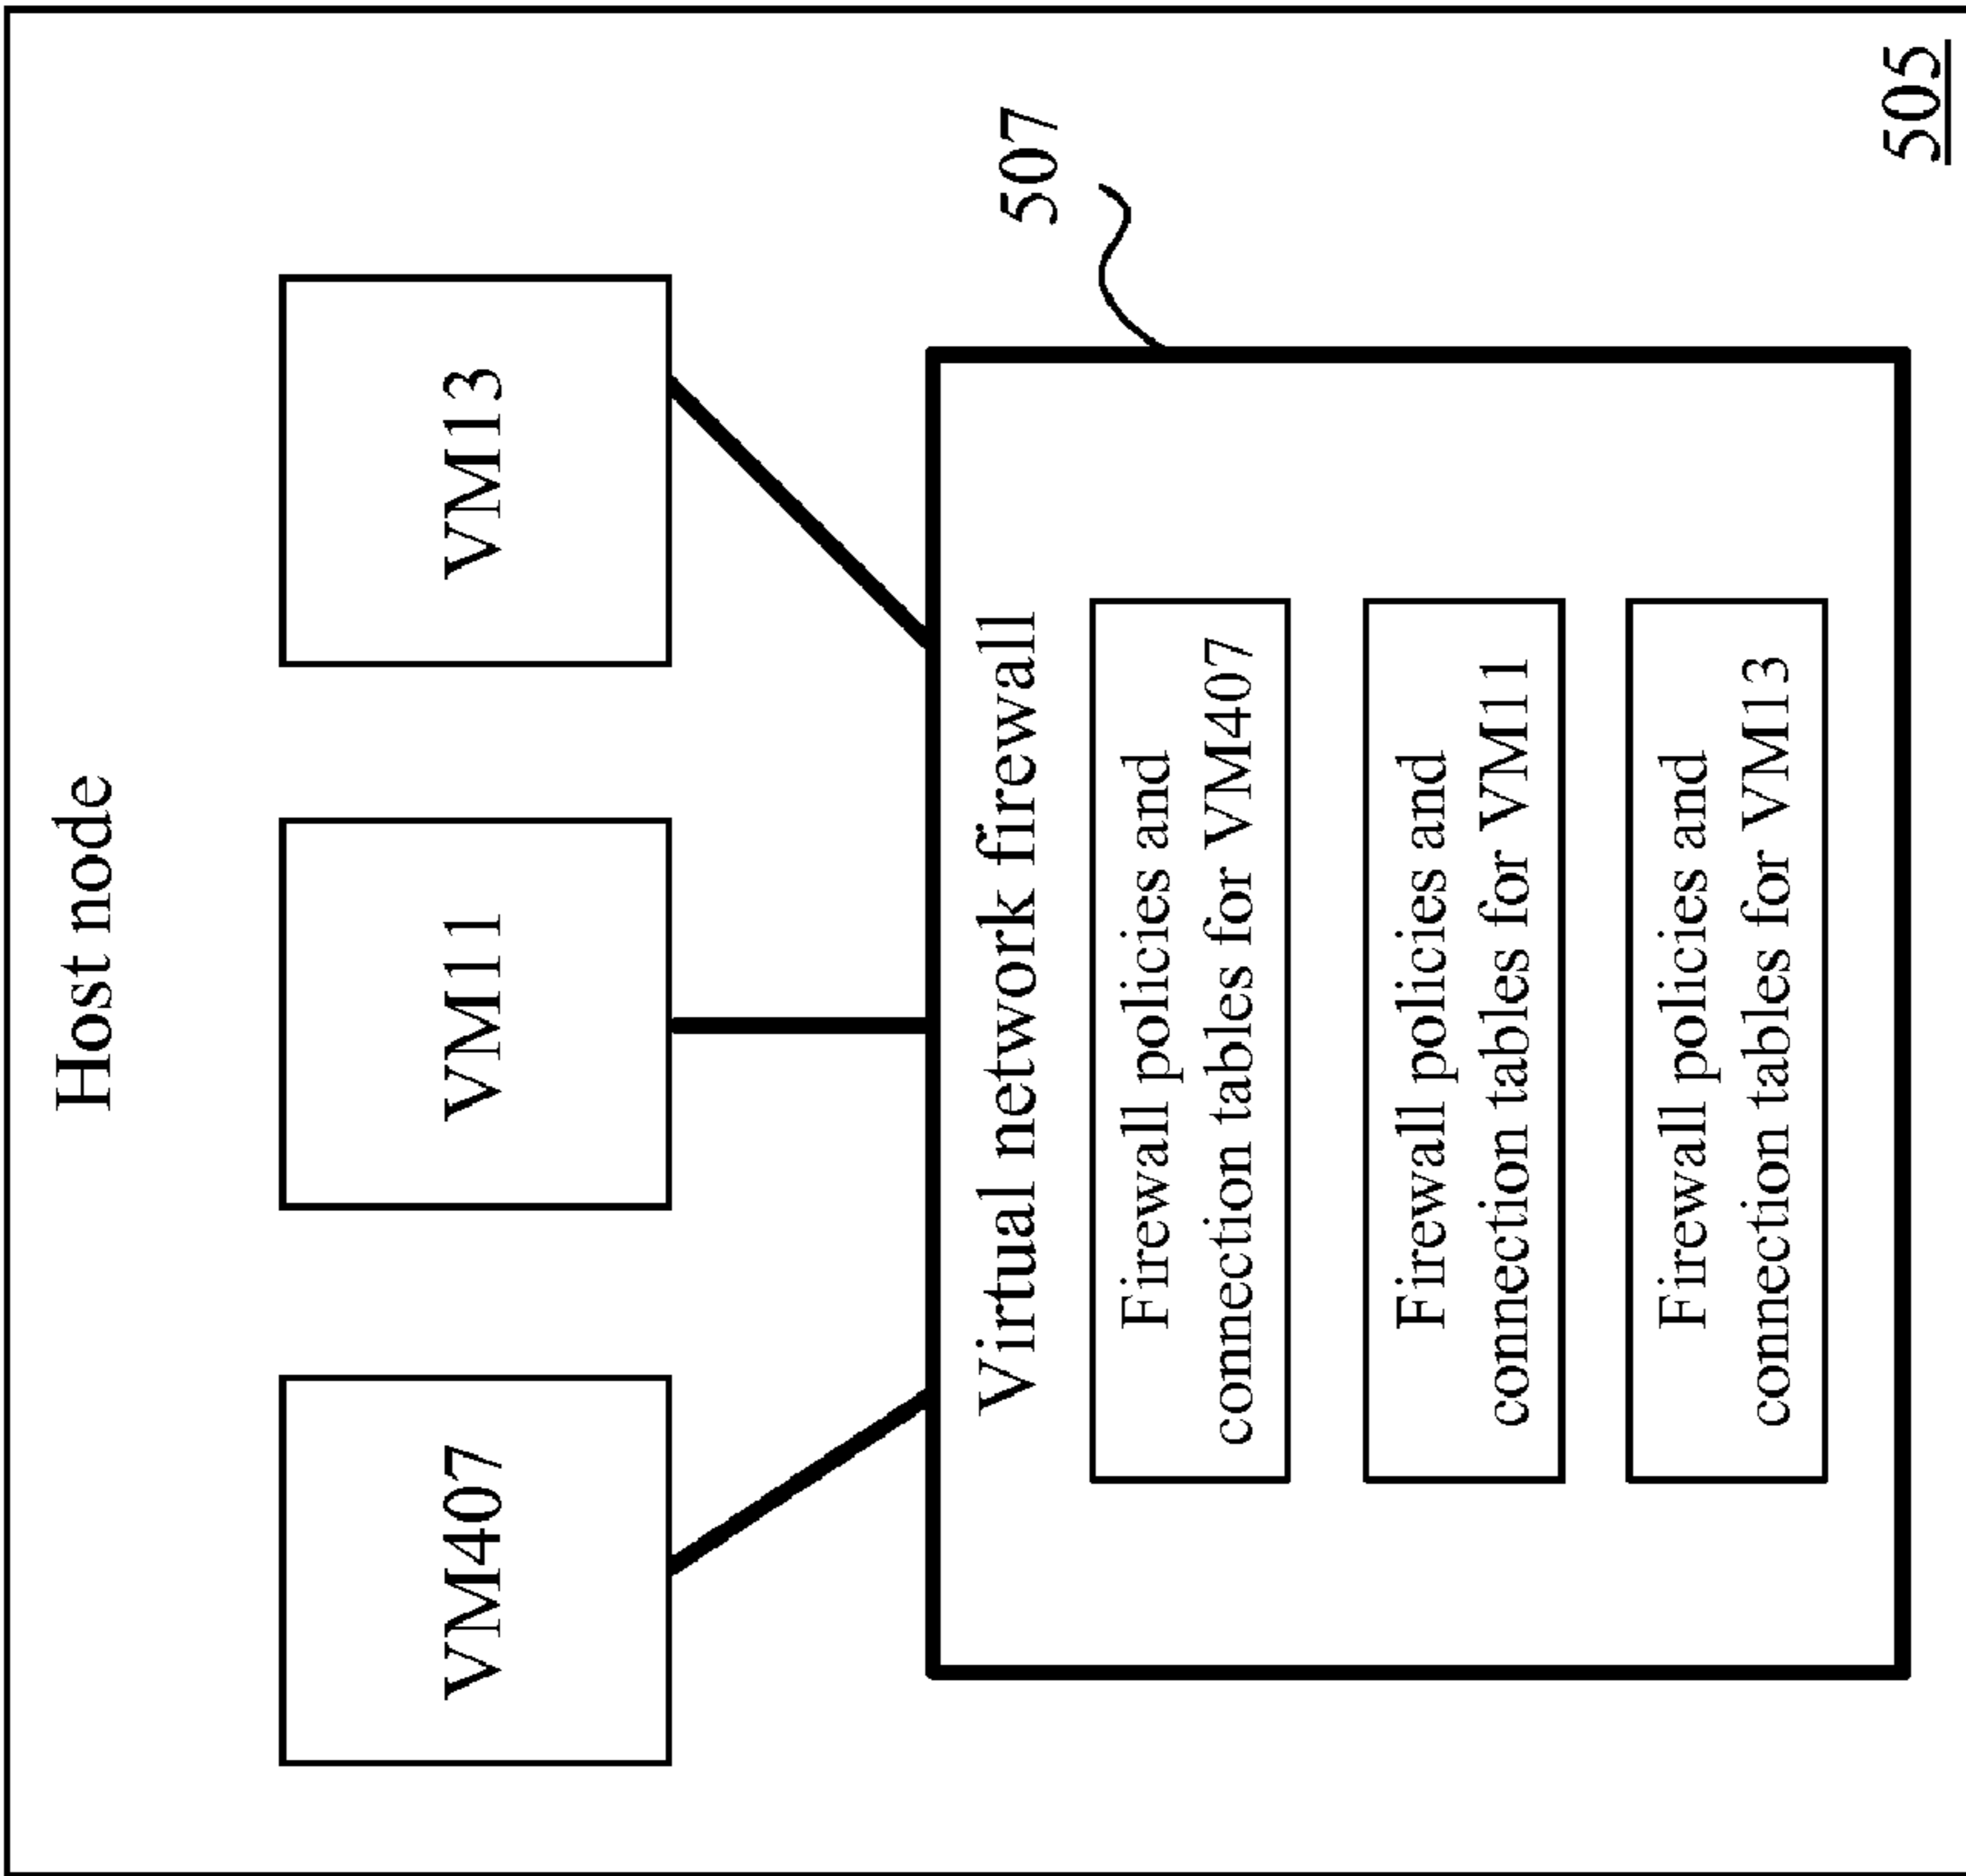 Host node
VM407
VM11
VM13
507
Virtual network firewall
Firewall policies and
connection tables for VM407
Firewall policies and
connection tables for VM11
Firewall policies and
connection tables for VM13
505